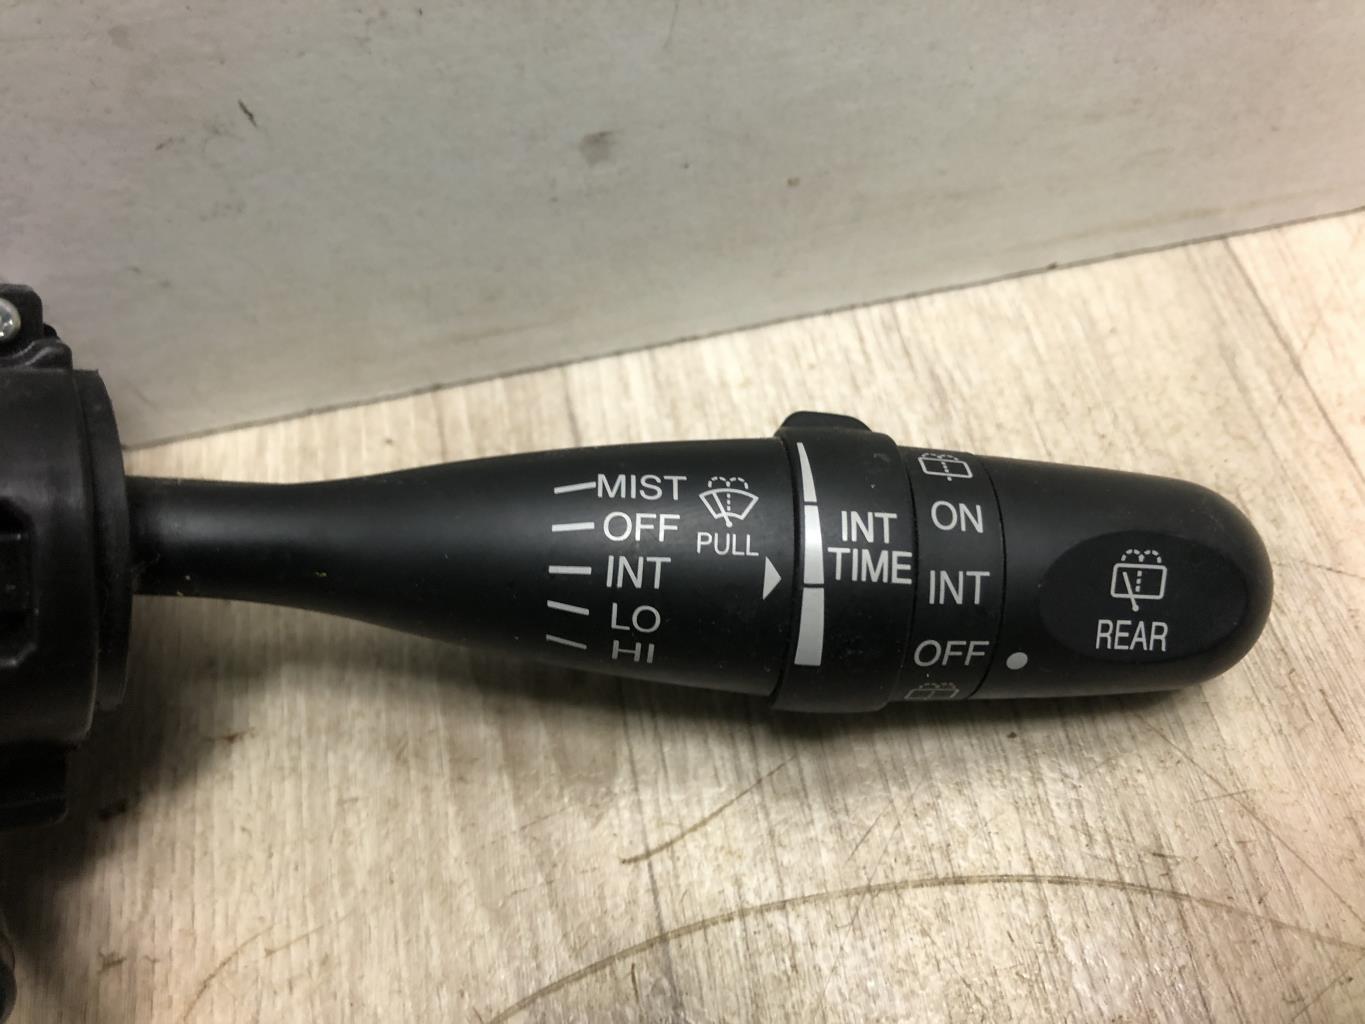 MIST
OFF
INT
LO
HI
PULL
INT
TIME
ON
INT
OFF
REAR